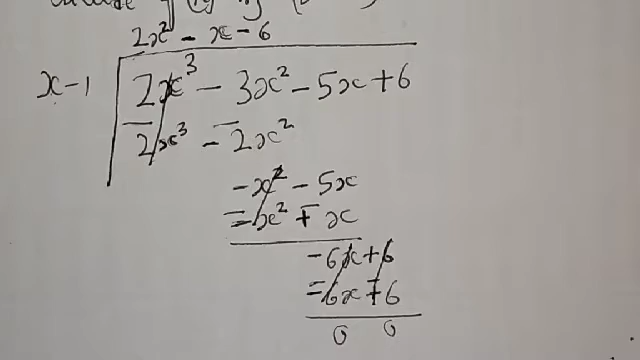 2x² - x - 6
x-1 2x³ - 3x² - 5x + 6
2x³ - 2x²
-x² - 5x
-x² + x
-6x + 6
-6x + 6
0 0